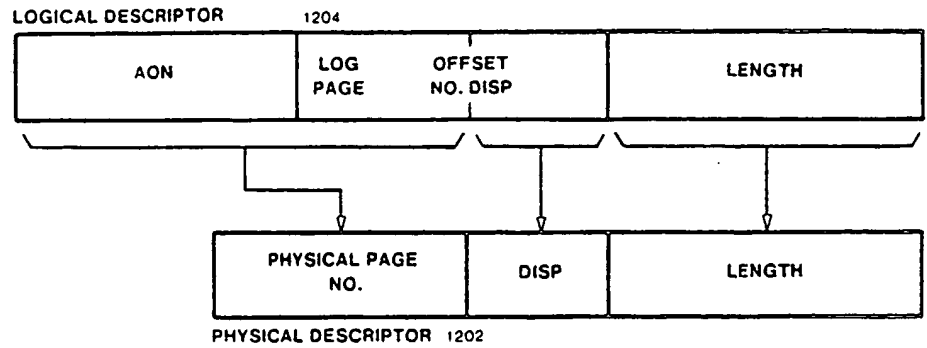 LOGICAL DESCRIPTOR 1204
AON
LOG OFFSET
PAGE NO. DISP
LENGTH
PHYSICAL PAGE
NO.
DISP
LENGTH
PHYSICAL DESCRIPTOR 1202